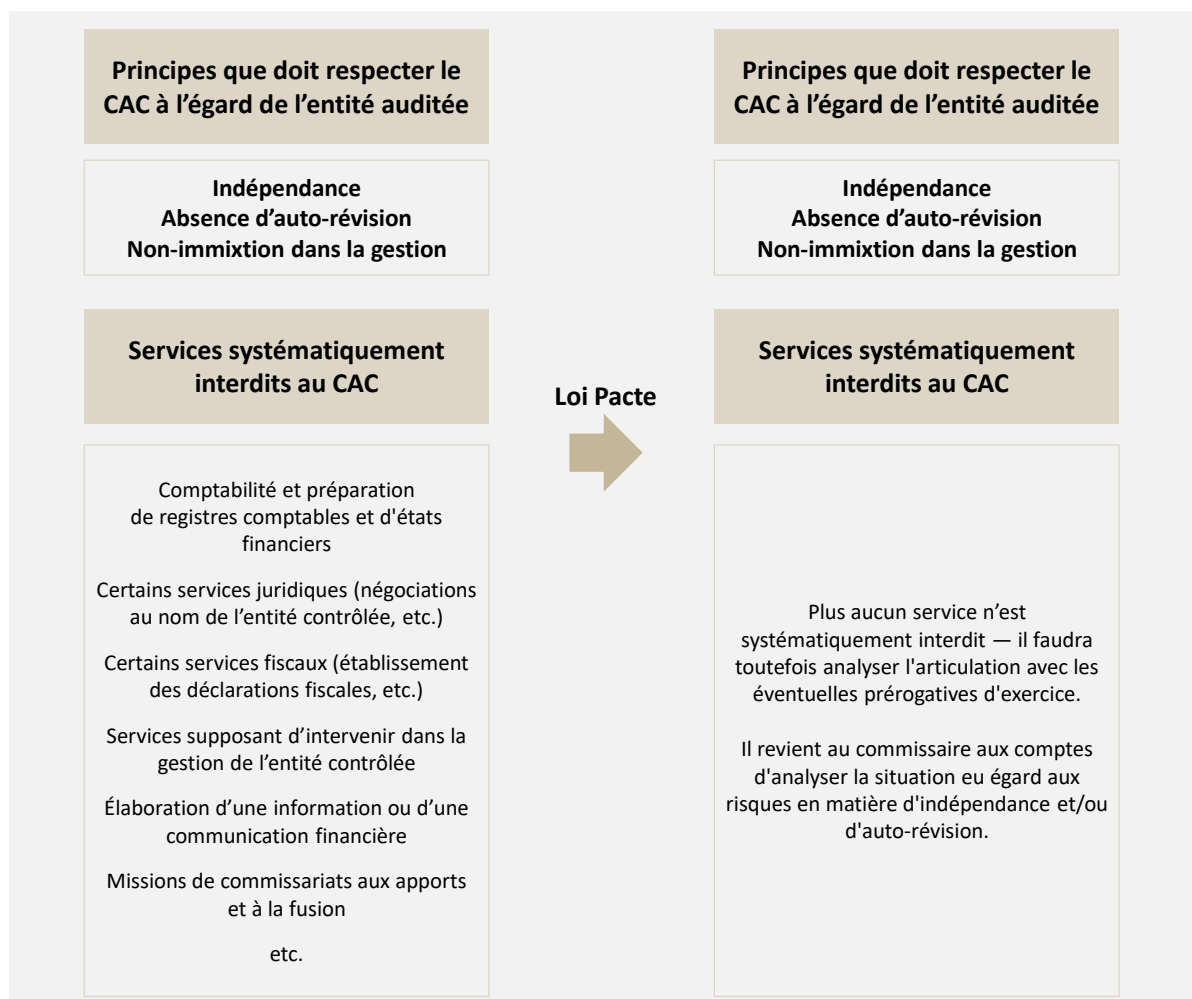 Principes que doit respecter le
CAC à l’égard de l’entité auditée
Indépendance
Absence d’auto-révision
Non-immixtion dans la gestion
Services systématiquement
interdits au CAC
Comptabilité et préparation
de registres comptables et d'états
financiers
Certains services juridiques (négociations
au nom de l’entité contrôlée, etc.)
Certains services fiscaux (établissement
des déclarations fiscales, etc.)
Services supposant d’intervenir dans la
gestion de l’entité contrôlée
Élaboration d’une information ou d’une
communication financière
Missions de commissariats aux apports
et à la fusion
etc.
Loi Pacte
Principes que doit respecter le
CAC à l’égard de l’entité auditée
Indépendance
Absence d’auto-révision
Non-immixtion dans la gestion
Services systématiquement
interdits au CAC
Plus aucun service n’est
systématiquement interdit — il faudra
toutefois analyser l'articulation avec les
éventuelles prérogatives d'exercice.
Il revient au commissaire aux comptes
d'analyser la situation eu égard aux
risques en matière d'indépendance et/ou
d'auto-révision.